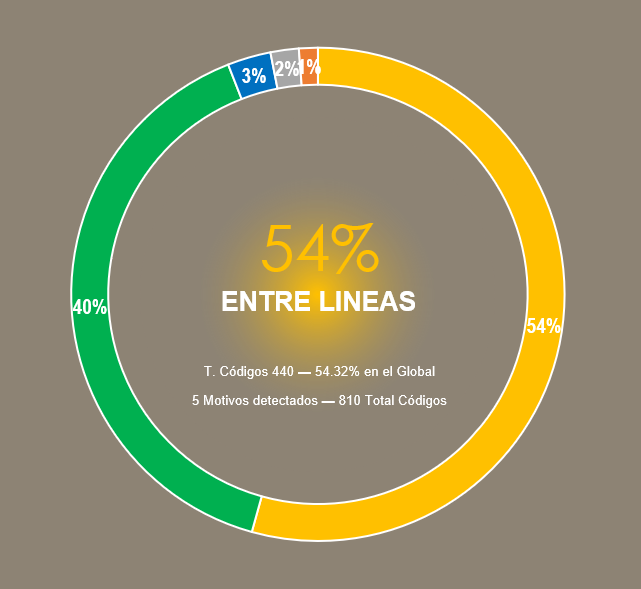 3%
2%
1%
54%
ENTRE LINEAS
40%
54%
T. Códigos 440 — 54.32% en el Global
5 Motivos detectados — 810 Total Códigos